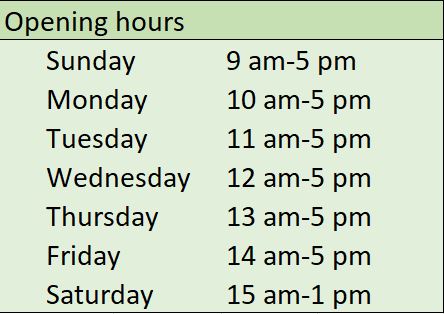 Opening hours
Sunday 9 am-5 pm
Monday 10 am-5 pm
Tuesday 11 am-5 pm
Wednesday 12 am-5 pm
Thursday 13 am-5 pm
Friday 14 am-5 pm
Saturday 15 am-1 pm